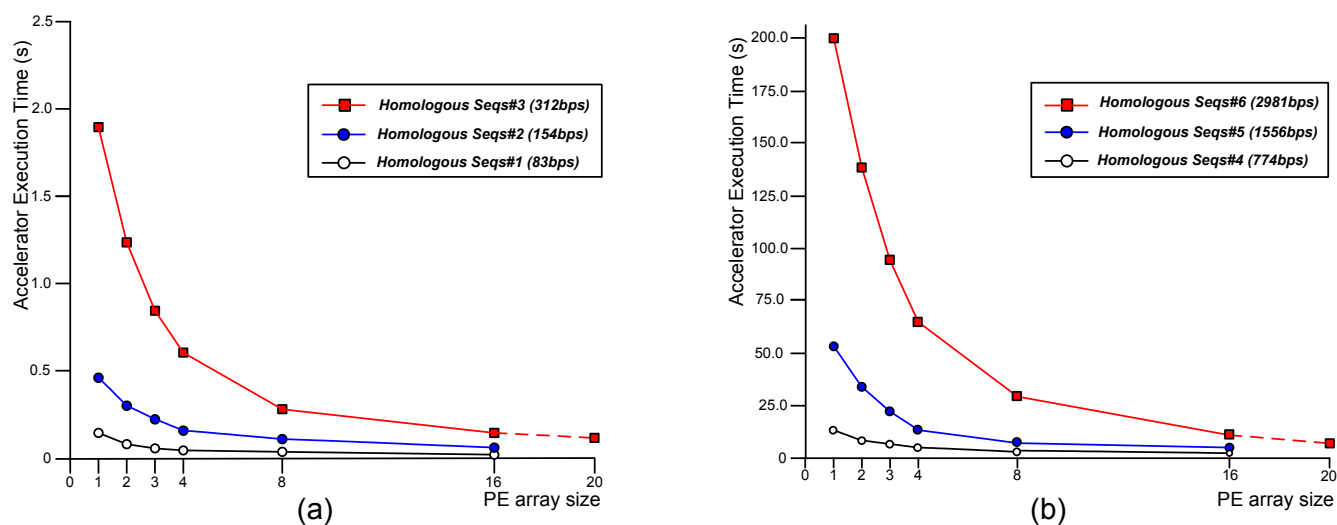 Accelerator Execution Time (s)
2.5
2.0
1.5
1.0
0.5
0
Homologous Seqs#3 (312bps)
Homologous Seqs#2 (154bps)
Homologous Seqs#1 (83bps)
0 1 2 3 4 8 16 20
PE array size
(a)
Accelerator Execution Time (s)
200.0
175.0
150.0
125.0
100.0
75.0
50.0
25.0
0.0
Homologous Seqs#6 (2981bps)
Homologous Seqs#5 (1556bps)
Homologous Seqs#4 (774bps)
0 1 2 3 4 8 16 20
PE array size
(b)